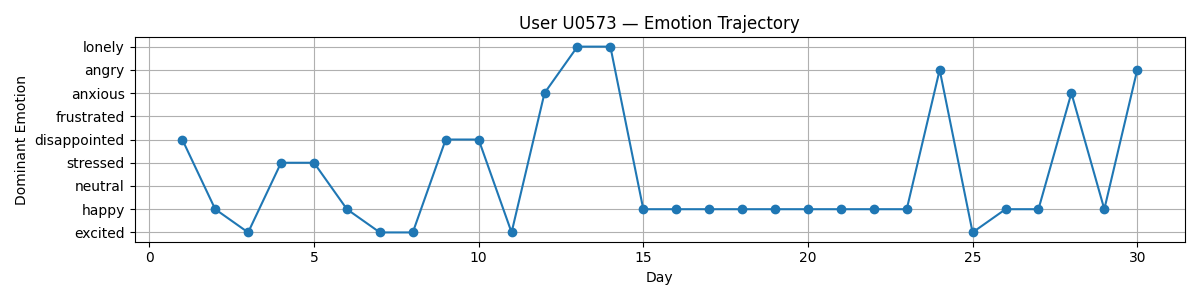 User U0573 — Emotion Trajectory
Dominant Emotion
lonely
angry
anxious
frustrated
disappointed
stressed
neutral
happy
excited
0 5 10 15 20 25 30
Day